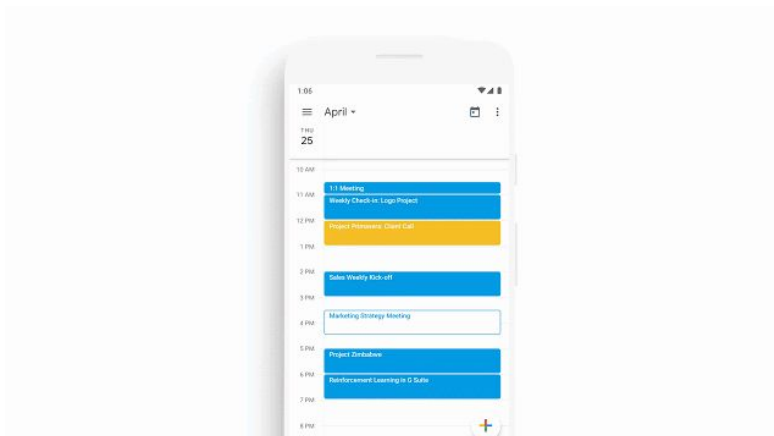 1:06
April
THU
25
10 AM
1:1 Meeting
11 AM
Weekly Check-in: Logo Project
12 PM
Project Primavera: Client Call
1 PM
2 PM
Sales Weekly Kick-off
3 PM
Marketing Strategy Meeting
4 PM
5 PM
Project Zimbabwe
6 PM
Reinforcement Learning in G Suite
7 PM
8 PM